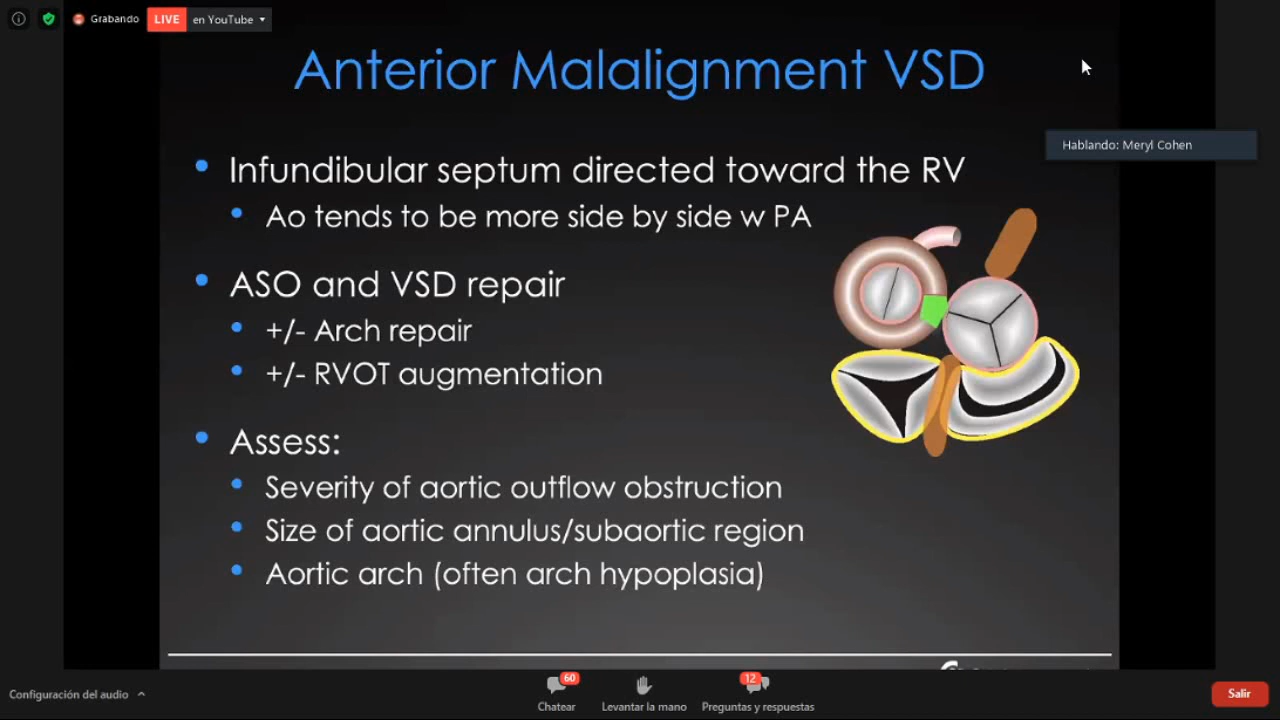 Grabando
LIVE
en YouTube
Anterior Malalignment VSD
Hablando: Meryl Cohen
Infundibular septum directed toward the RV
Ao tends to be more side by side w PA
ASO and VSD repair
+/- Arch repair
+/- RVOT augmentation
Assess:
Severity of aortic outflow obstruction
Size of aortic annulus/subaortic region
Aortic arch (often arch hypoplasia)
Configuración del audio
60
Chatear
Levantar la mano
12
Preguntas y respuestas
Salir